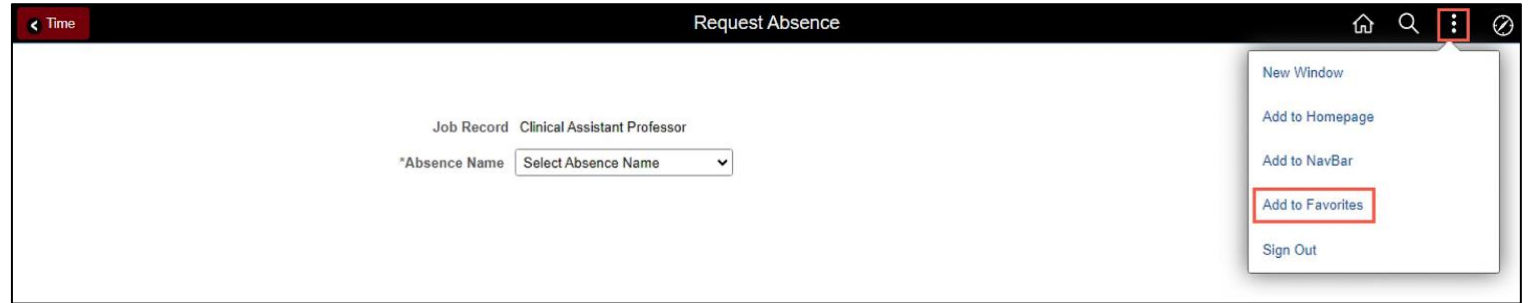 Time
Request Absence
New Window
Job Record Clinical Assistant Professor
Add to Homepage
*Absence Name Select Absence Name
Add to NavBar
Add to Favorites
Sign Out